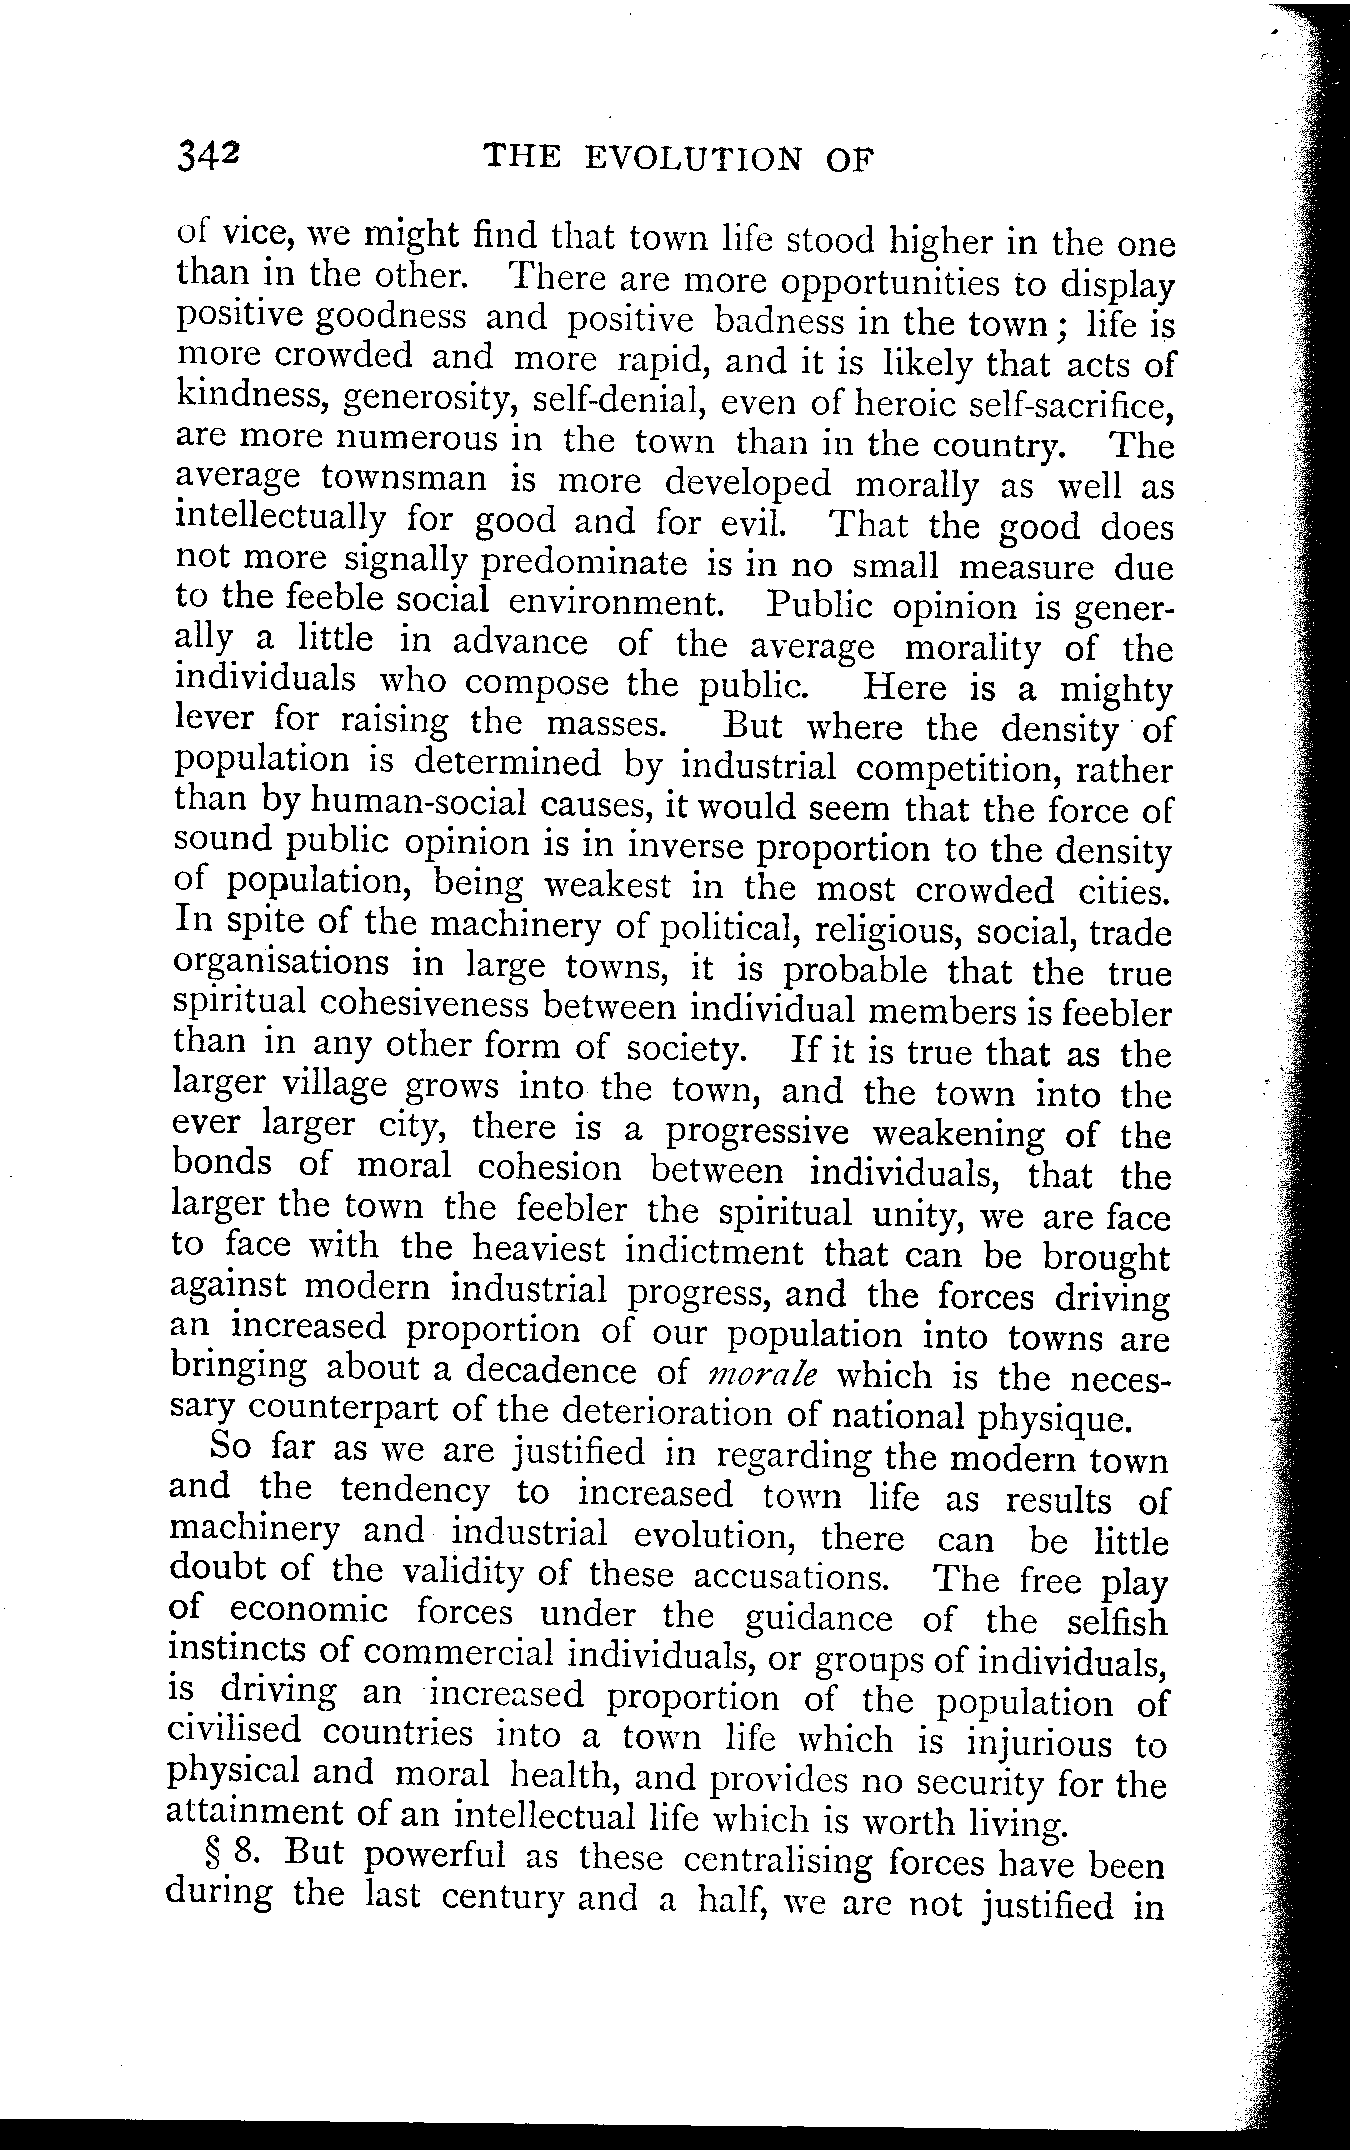 342 THE EVOLUTION OF
of vice, we might find that town life stood higher in the one
than in the other. There are more opportunities to display
positive goodness and positive badness in the town; life is
more crowded and more rapid, and it is likely that acts of
kindness, generosity, self-denial, even of heroic self-sacrifice,
are more numerous in the town than in the country. The
average townsman is more developed morally as well as
intellectually for good and for evil. That the good does
not more signally predominate is in no small measure due
to the feeble social environment. Public opinion is gener-
ally a little in advance of the average morality of the
individuals who compose the public. Here is a mighty
lever for raising the masses. But where the density of
population is determined by industrial competition, rather
than by human-social causes, it would seem that the force of
sound public opinion is in inverse proportion to the density
of population, being weakest in the most crowded cities.
In spite of the machinery of political, religious, social, trade
organisations in large towns, it is probable that the true
spiritual cohesiveness between individual members is feebler
than in any other form of society. If it is true that as the
larger village grows into the town, and the town into the
ever larger city, there is a progressive weakening of the
bonds of moral cohesion between individuals, that the
larger the town the feebler the spiritual unity, we are face
to face with the heaviest indictment that can be brought
against modern industrial progress, and the forces driving
an increased proportion of our population into towns are
bringing about a decadence of morale which is the neces-
sary counterpart of the deterioration of national physique.
So far as we are justified in regarding the modern town
and the tendency to increased town life as results of
machinery and industrial evolution, there can be little
doubt of the validity of these accusations. The free play
of economic forces under the guidance of the selfish
instincts of commercial individuals, or groups of individuals,
is driving an increased proportion of the population of
civilised countries into a town life which is injurious to
physical and moral health, and provides no security for the
attainment of an intellectual life which is worth living.
§ 8. But powerful as these centralising forces have been
during the last century and a half, we are not justified in